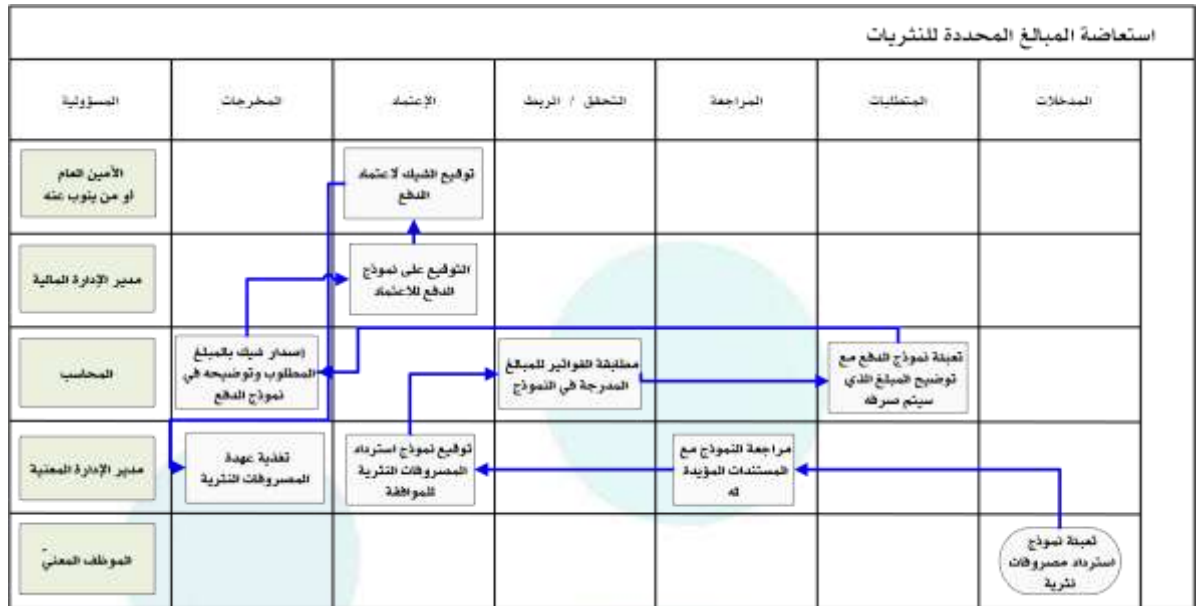 استعاضة المبالغ المحددة للنثريات
المدخلات
المتطلبات
المراجعة
التحقق / الربط
الإعتماد
المخرجات
المسؤولية
توقيع الشيك لاعتماد
الدفع
الأمين العام
او من ينوب عنه
التوقيع على نموذج
الدفع للاعتماد
مدير الإدارة المالية
تعبئة نموذج الدفع مع
توضيح المبلغ الذي
سيتم صرفه
مطابقة الفواتير للمبالغ
المدرجة في النموذج
إصدار شيك بالمبلغ
المطلوب وتوضيحه في
نموذج الدفع
المحاسب
مراجعة النموذج مع
المستندات المؤيدة
له
توقيع نموذج استرداد
المصروفات النثرية
للموافقة
تغذية عهدة
المصروفات النثرية
مدير الإدارة المعنية
تعبئة نموذج
استرداد مصروفات
نثرية
الموظف المعنيّ